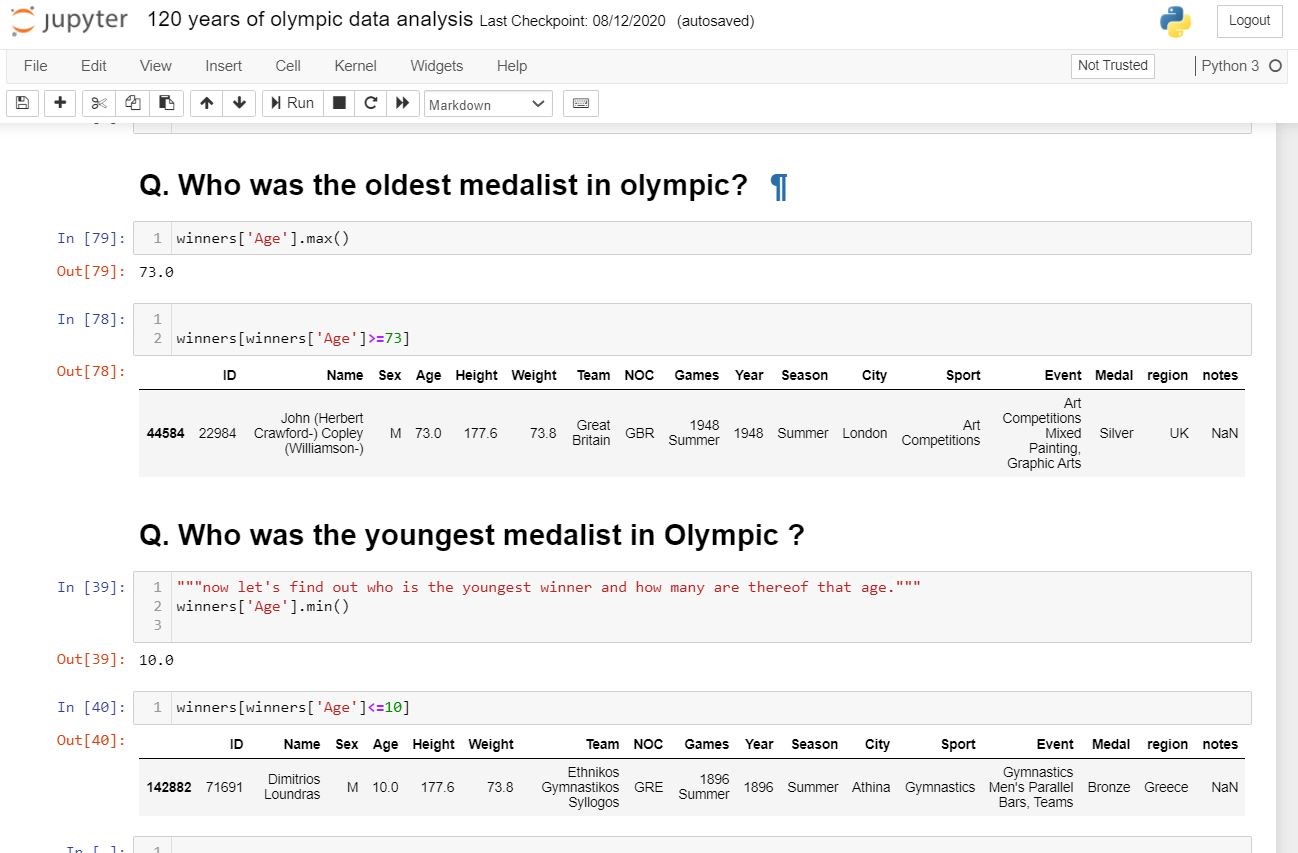 jupyter 120 years of olympic data analysis Last Checkpoint: 08/12/2020 (autosaved) Logout
File Edit View Insert Cell Kernel Widgets Help Not Trusted Python 3
Run Markdown
Q. Who was the oldest medalist in olympic? ¶
In [79]: 1 winners['Age'].max()
Out[79]: 73.0
In [78]: 1
2 winners[winners['Age']>=73]
Out[78]:
ID Name Sex Age Height Weight Team NOC Games Year Season City Sport Event Medal region notes
44584 22984 John (Herbert Crawford-) Copley (Williamson-) M 73.0 177.6 73.8 Great Britain GBR 1948 Summer 1948 Summer London Art Competitions Art Competitions Mixed Painting, Graphic Arts Silver UK NaN
Q. Who was the youngest medalist in Olympic ?
In [39]: 1 """now let's find out who is the youngest winner and how many are thereof that age."""
2 winners['Age'].min()
3
Out[39]: 10.0
In [40]: 1 winners[winners['Age']<=10]
Out[40]:
ID Name Sex Age Height Weight Team NOC Games Year Season City Sport Event Medal region notes
142882 71691 Dimitrios Loundras M 10.0 177.6 73.8 Ethnikos Gymnastikos Syllogos GRE 1896 Summer 1896 Summer Athina Gymnastics Gymnastics Men's Parallel Bars, Teams Bronze Greece NaN
In [ ]: 1